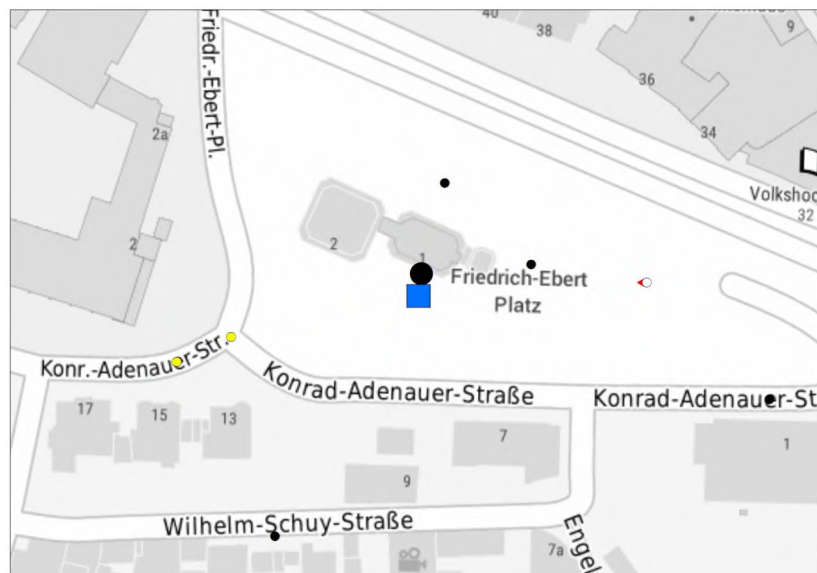 40
38
9
36
34
Volkshoc
32
Friedr.-Ebert-Pl.
2a
2
2
1
Friedrich-Ebert
Platz
Konr.-Adenauer-Str.
Konrad-Adenauer-Straße
Konrad-Adenauer-St
17
15
13
7
1
9
Wilhelm-Schuy-Straße
Engel
7a